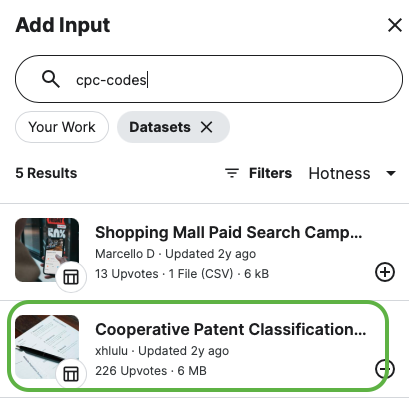 Add Input
cpc-codes
Your Work
Datasets
5 Results
Filters
Hotness
Shopping Mall Paid Search Camp...
Marcello D · Updated 2y ago
13 Upvotes · 1 File (CSV) · 6 kB
Cooperative Patent Classification...
xhlulu · Updated 2y ago
226 Upvotes · 6 MB